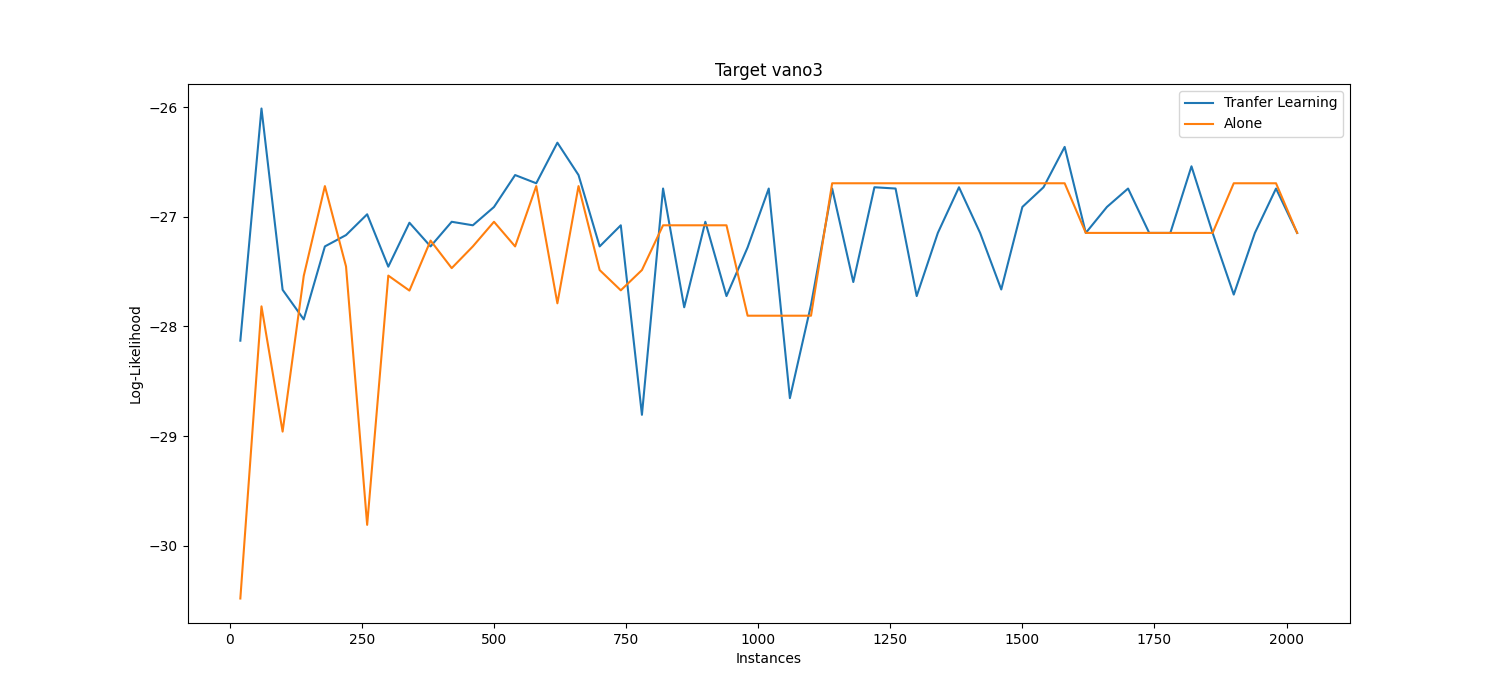 Target vano3
Tranfer Learning
Alone
−26
−27
−28
−29
−30
Log-Likelihood
0 250 500 750 1000 1250 1500 1750 2000
Instances